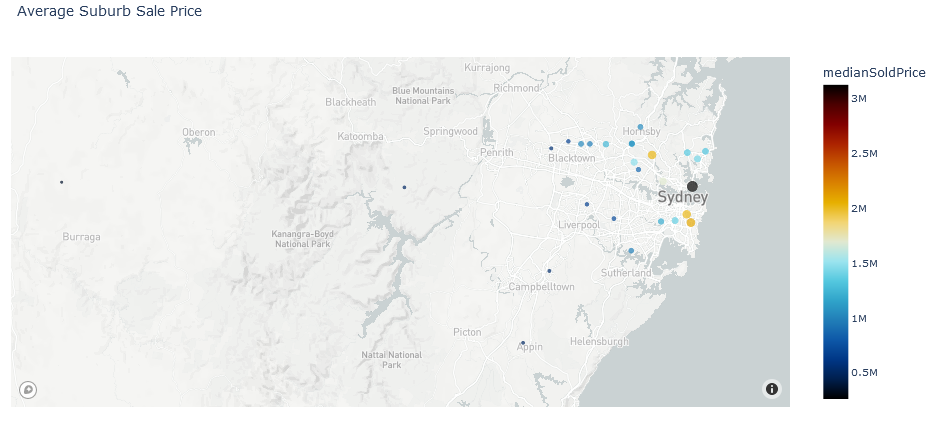 Average Suburb Sale Price
medianSoldPrice
3M
2.5M
2M
1.5M
1M
0.5M
Kurrajong
Richmond
Blue Mountains
National Park
Blackheath
Oberon
Katoomba
Springwood
Hornsby
Penrith
Blacktown
Sydney
Liverpool
Burraga
Kanangra-Boyd
National Park
Sutherland
Campbelltown
Picton
Appin
Helensburgh
Nattai National
Park